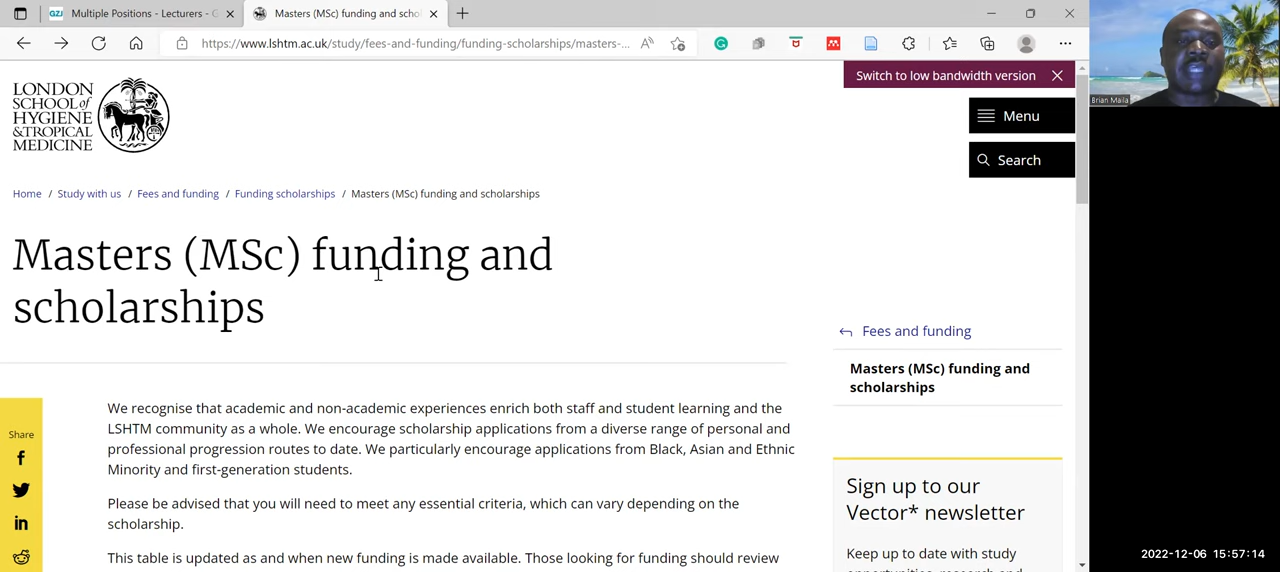 Multiple Positions - Lecturers - G
Masters (MSc) funding and schol
https://www.lshtm.ac.uk/study/fees-and-funding/funding-scholarships/masters-...
Switch to low bandwidth version
LONDON
SCHOOL of
HYGIENE
& TROPICAL
MEDICINE
Menu
Search
Brian Maila
Home / Study with us / Fees and funding / Funding scholarships / Masters (MSc) funding and scholarships
Masters (MSc) funding and
scholarships
Fees and funding
Masters (MSc) funding and
scholarships
Share
We recognise that academic and non-academic experiences enrich both staff and student learning and the
LSHTM community as a whole. We encourage scholarship applications from a diverse range of personal and
professional progression routes to date. We particularly encourage applications from Black, Asian and Ethnic
Minority and first-generation students.
Please be advised that you will need to meet any essential criteria, which can vary depending on the
scholarship.
This table is updated as and when new funding is made available. Those looking for funding should review
Sign up to our
Vector* newsletter
Keep up to date with study
2022-12-06 15:57:14